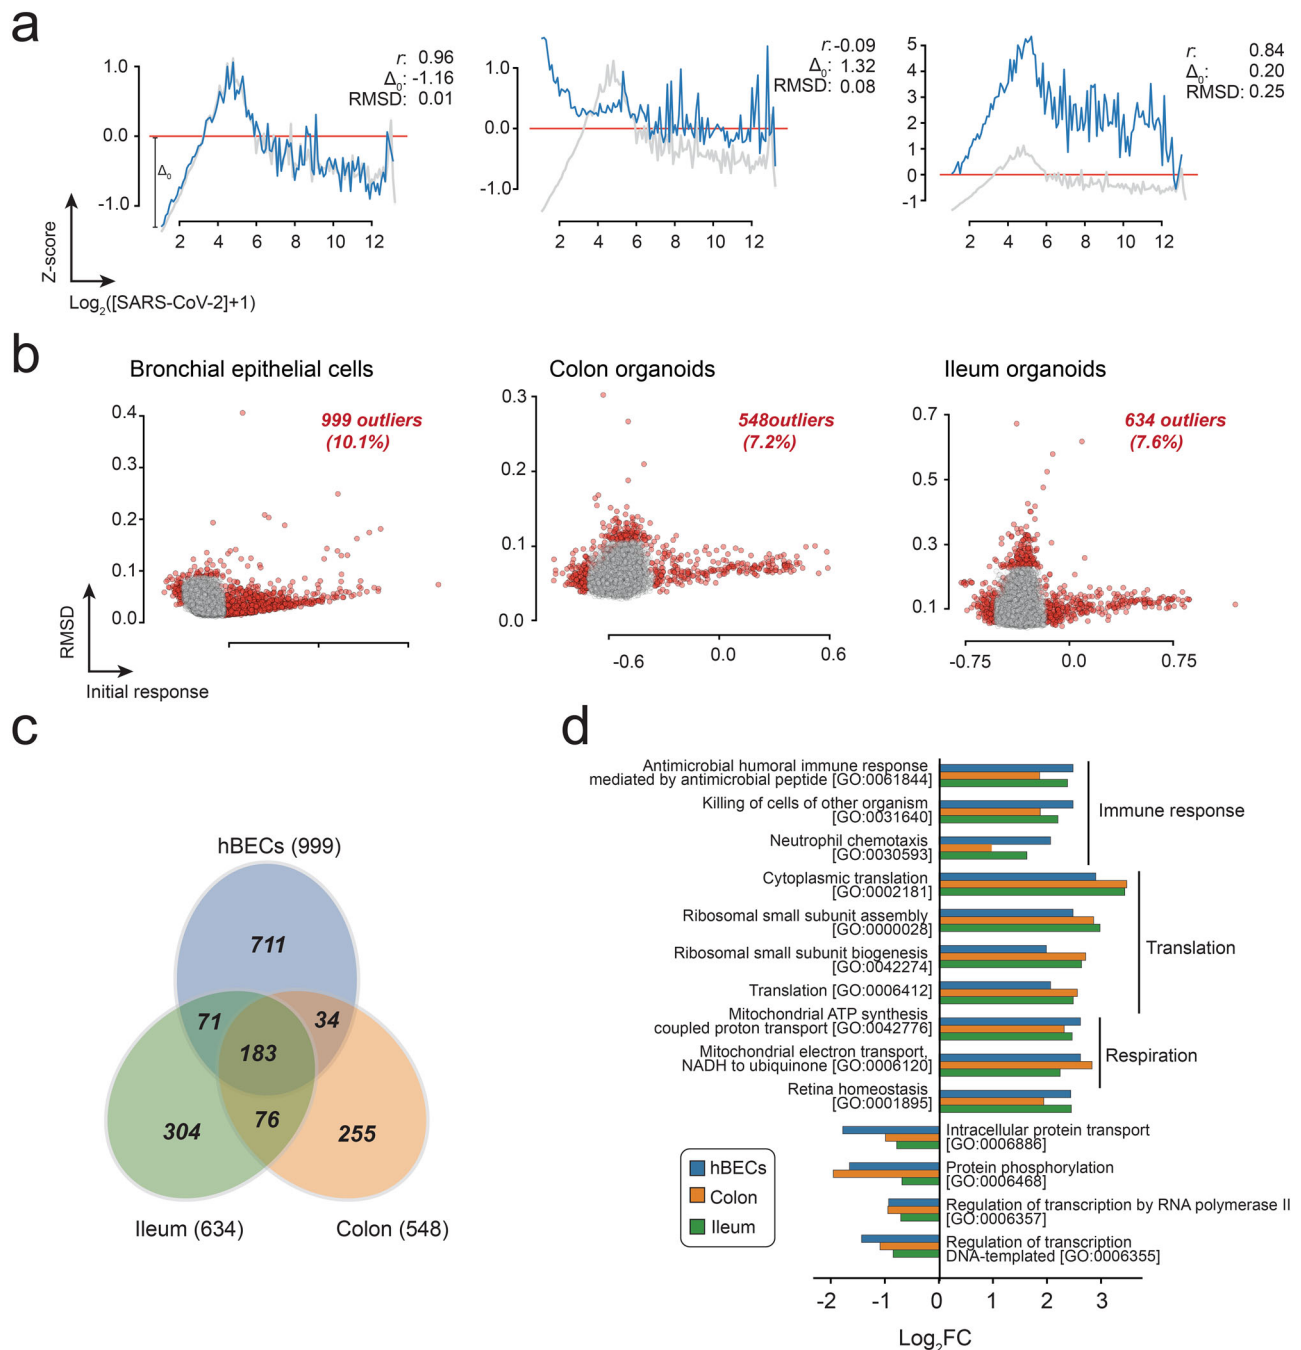 a
r: 0.96
Δ0: -1.16
RMSD: 0.01
1.0
0.0
-1.0
Δ0
2 4 6 8 10 12
Z-score
Log2([SARS-CoV-2]+1)
r:-0.09
Δ0: 1.32
RMSD: 0.08
1.0
0.0
-1.0
2 4 6 8 10 12
r: 0.84
Δ0: 0.20
RMSD: 0.25
5
4
3
2
1
0
-1
2 4 6 8 10 12
b
Bronchial epithelial cells
999 outliers
(10.1%)
0.4
0.3
0.2
0.1
0.0
RMSD
Initial response
Colon organoids
548outliers
(7.2%)
0.3
0.2
0.1
0.0
-0.6 0.0 0.6
Ileum organoids
634 outliers
(7.6%)
0.7
0.5
0.3
0.1
-0.75 0.0 0.75
c
hBECs (999)
711
71
34
183
304
76
255
Ileum (634)
Colon (548)
d
Antimicrobial humoral immune response
mediated by antimicrobial peptide [GO:0061844]
Killing of cells of other organism
[GO:0031640]
Neutrophil chemotaxis
[GO:0030593]
Immune response
Cytoplasmic translation
[GO:0002181]
Ribosomal small subunit assembly
[GO:0000028]
Ribosomal small subunit biogenesis
[GO:0042274]
Translation [GO:0006412]
Translation
Mitochondrial ATP synthesis
coupled proton transport [GO:0042776]
Mitochondrial electron transport,
NADH to ubiquinone [GO:0006120]
Respiration
Retina homeostasis
[GO:0001895]
Intracellular protein transport
[GO:0006886]
Protein phosphorylation
[GO:0006468]
Regulation of transcription by RNA polymerase II
[GO:0006357]
Regulation of transcription
DNA-templated [GO:0006355]
hBECs
Colon
Ileum
-2 -1 0 1 2 3
Log2FC